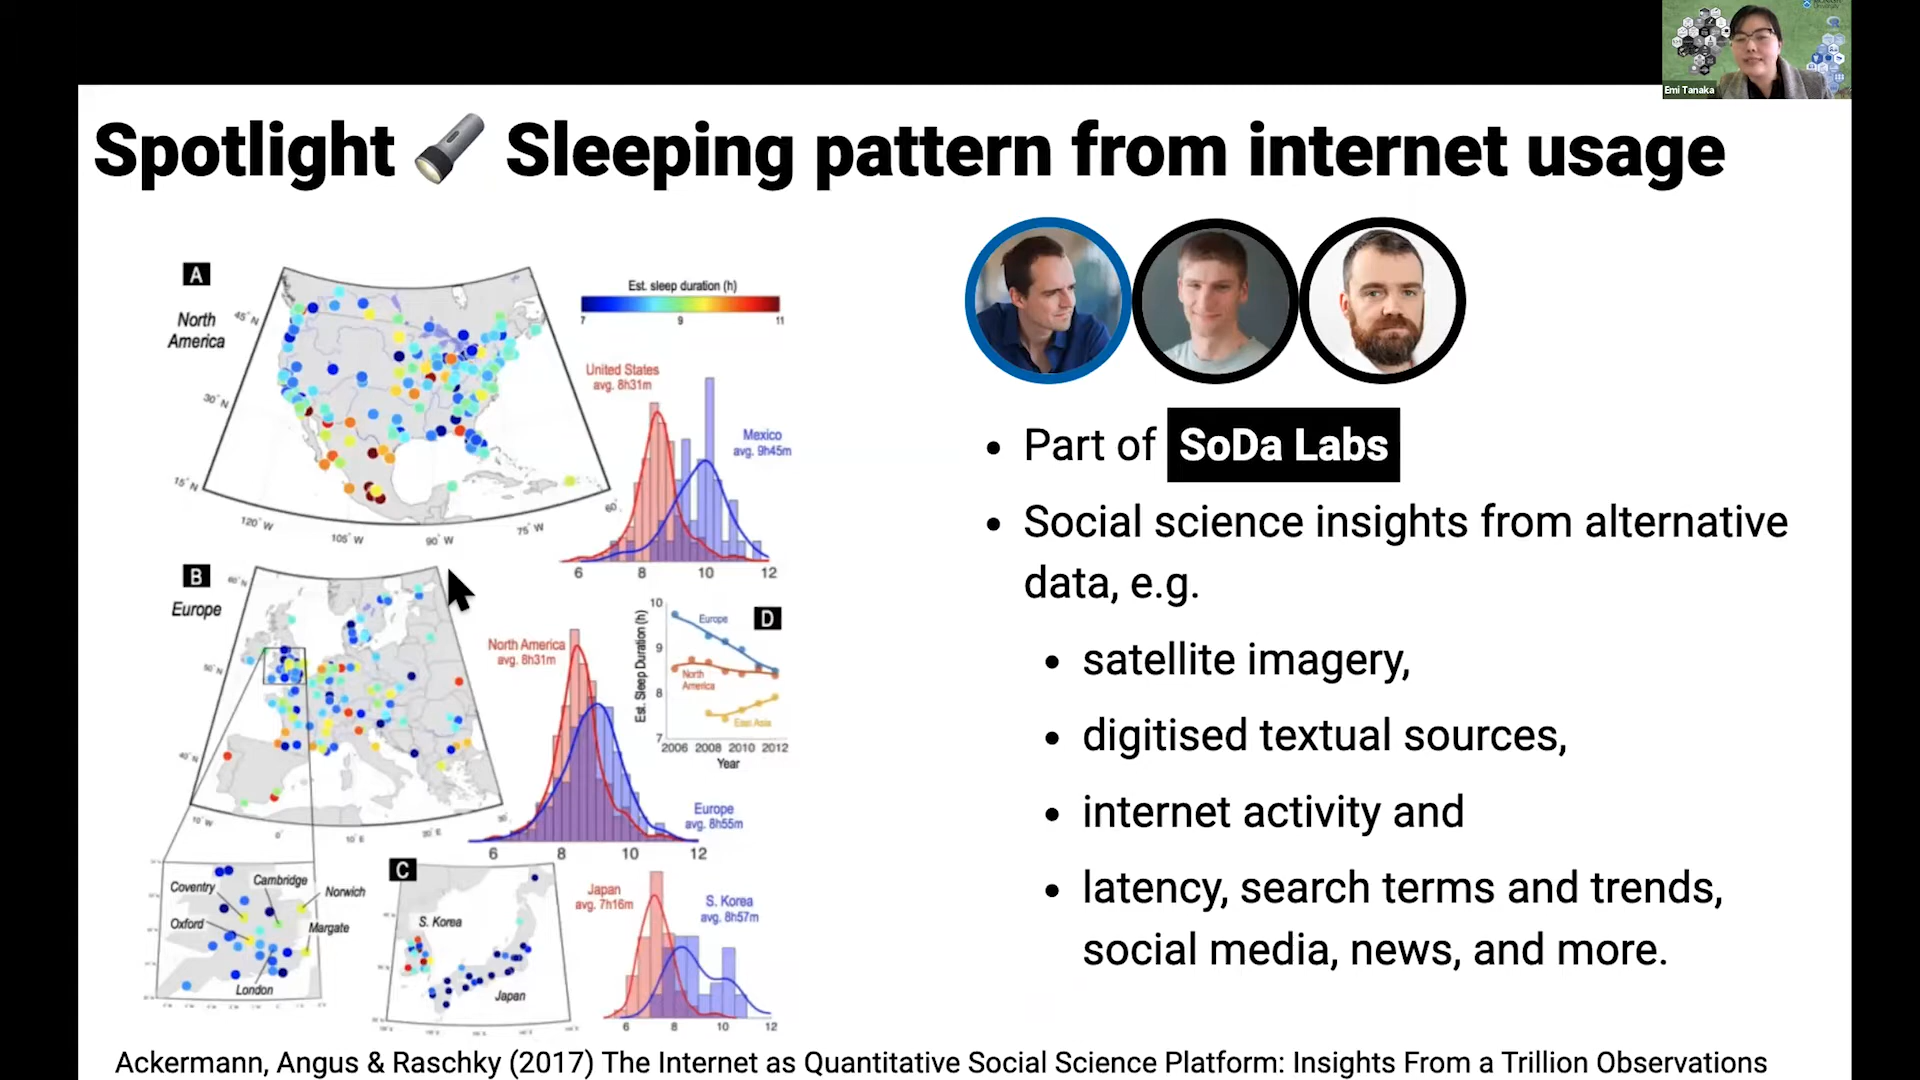 Emi Tanaka
Spotlight Sleeping pattern from internet usage
A
North
America
45° N
30° N
15° N
120° W
105° W
90° W
75° W
60°
Est. sleep duration (h)
7 9 11
United States
avg. 8h31m
Mexico
avg. 9h45m
6 8 10 12
B
Europe
50° N
40° N
10° W
0°
10° E
20° E
30°
North America
avg. 8h31m
Europe
avg. 8h55m
6 8 10 12
D
Est. Sleep Duration (h)
10
9
8
7
Europe
North
America
East Asia
2006 2008 2010 2012
Year
Coventry
Cambridge
Norwich
Oxford
Margate
London
C
S. Korea
Japan
Japan
avg. 7h16m
S. Korea
avg. 8h57m
6 8 10 12
• Part of SoDa Labs
• Social science insights from alternative
data, e.g.
• satellite imagery,
• digitised textual sources,
• internet activity and
• latency, search terms and trends,
social media, news, and more.
Ackermann, Angus & Raschky (2017) The Internet as Quantitative Social Science Platform: Insights From a Trillion Observations